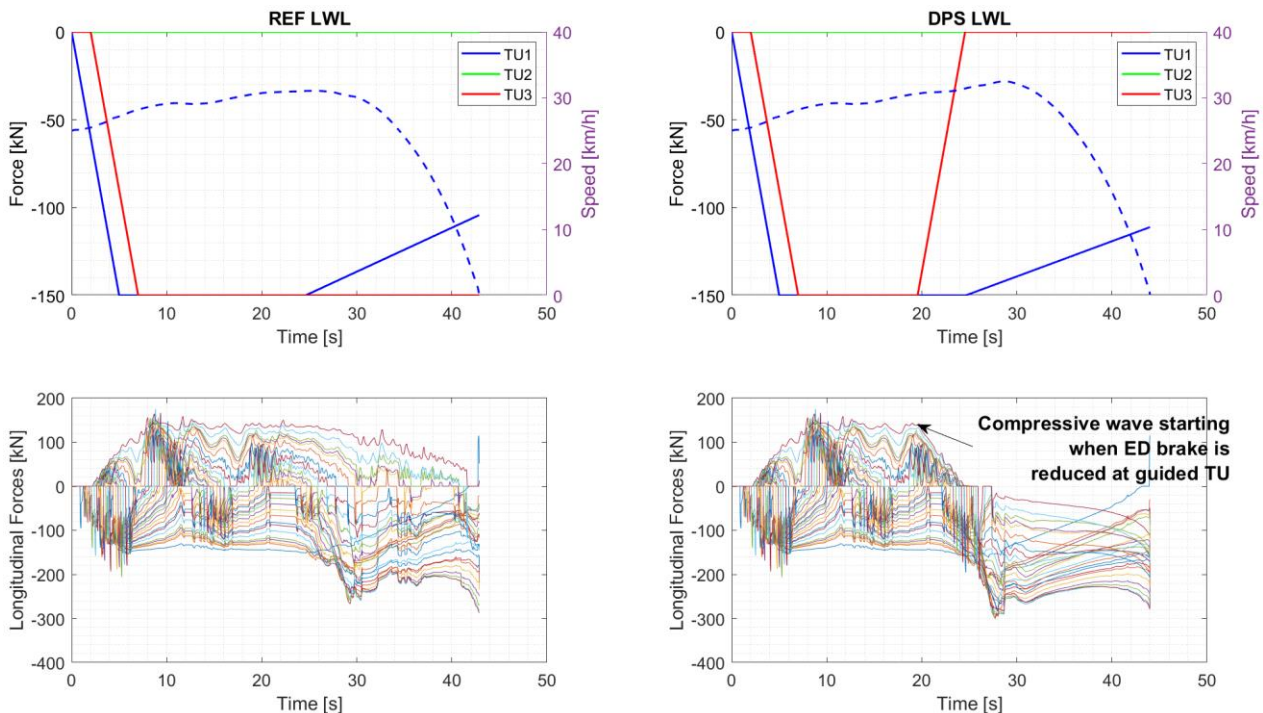 REF LWL
0
-50
-100
-150
Force [kN]
40
30
20
10
0
Speed [km/h]
0 10 20 30 40 50
Time [s]
TU1
TU2
TU3
DPS LWL
0
-50
-100
-150
Force [kN]
40
30
20
10
0
Speed [km/h]
0 10 20 30 40 50
Time [s]
TU1
TU2
TU3
200
100
0
-100
-200
-300
-400
Longitudinal Forces [kN]
0 10 20 30 40 50
Time [s]
200
100
0
-100
-200
-300
-400
Longitudinal Forces [kN]
0 10 20 30 40 50
Time [s]
Compressive wave starting
when ED brake is
reduced at guided TU